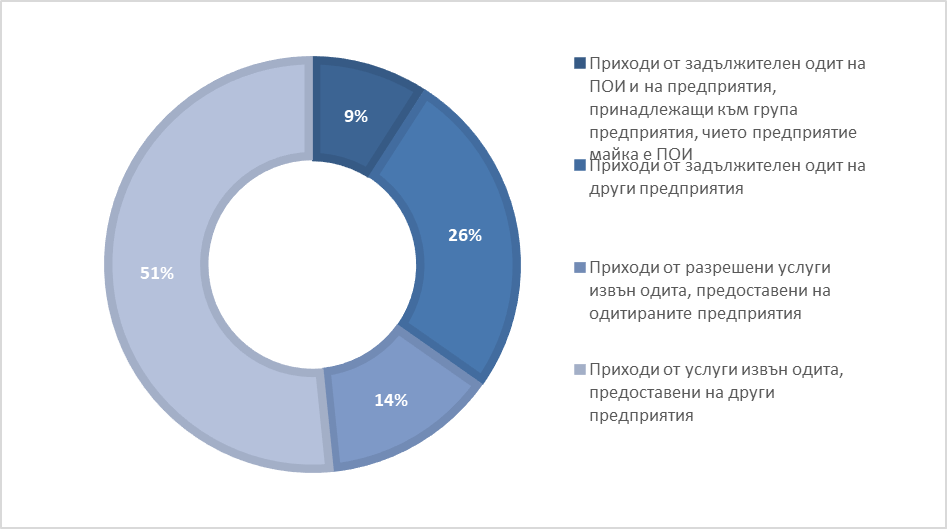 9%
26%
14%
51%
Приходи от задължителен одит на
ПОИ и на предприятия,
принадлежащи към група
предприятия, чието предприятие
майка е ПОИ
Приходи от задължителен одит на
други предприятия
Приходи от разрешени услуги
извън одита, предоставени на
одитираните предприятия
Приходи от услуги извън одита,
предоставени на други
предприятия